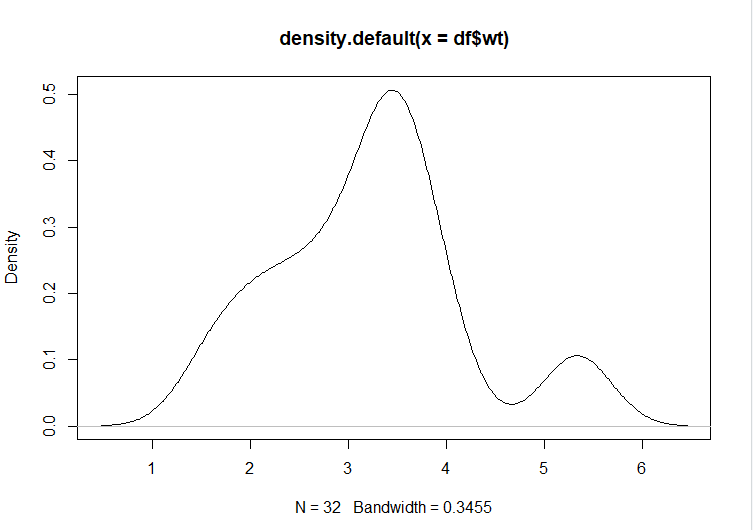 density.default(x = df$wt)
Density
0.5
0.4
0.3
0.2
0.1
0.0
1 2 3 4 5 6
N = 32 Bandwidth = 0.3455